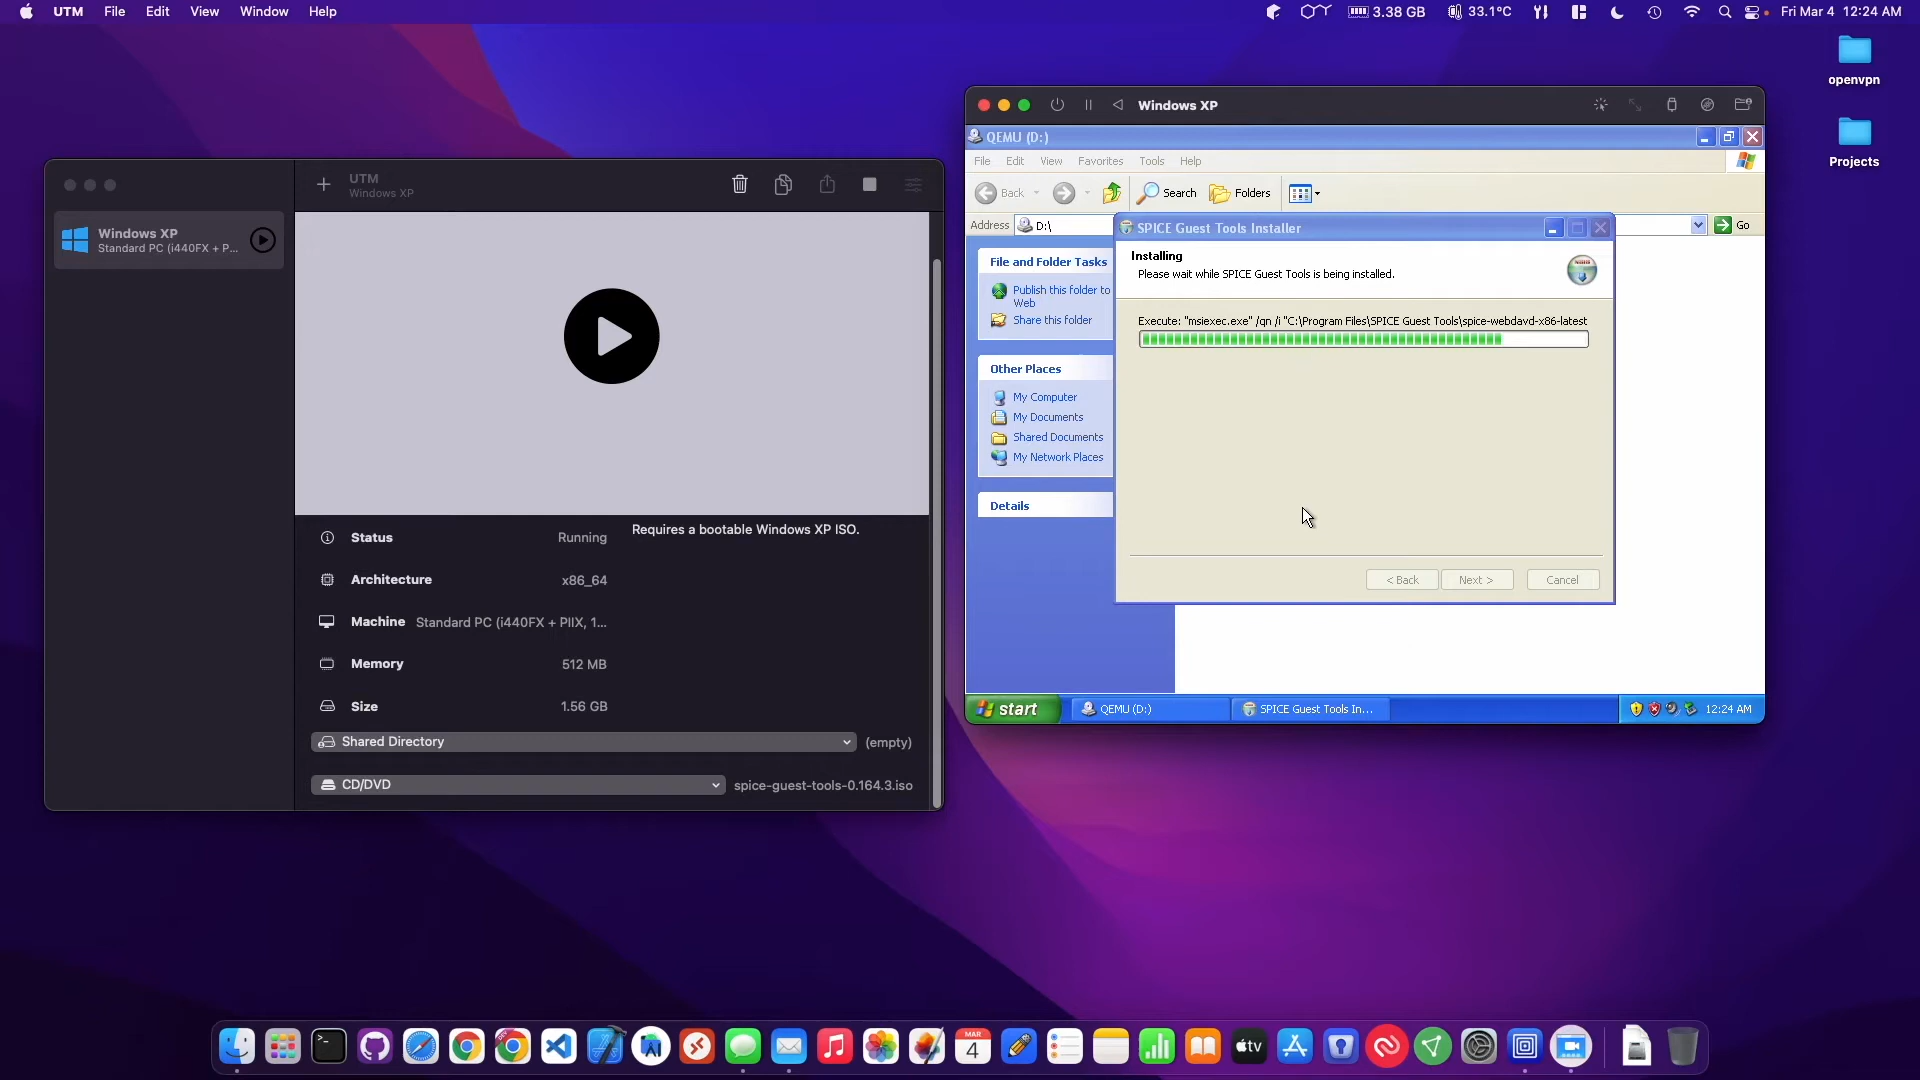 UTM File Edit View Window Help
3.38 GB 33.1°C Fri Mar 4 12:24 AM
openvpn
Projects
UTM
Windows XP
Windows XP
Standard PC (i440FX + P...
Requires a bootable Windows XP ISO.
Status Running
Architecture x86_64
Machine Standard PC (i440FX + PIIX, 1...
Memory 512 MB
Size 1.56 GB
Shared Directory (empty)
CD/DVD spice-guest-tools-0.164.3.iso
Windows XP
QEMU (D:)
File Edit View Favorites Tools Help
Back Search Folders
Address D:\ Go
File and Folder Tasks
Publish this folder to
Web
Share this folder
Other Places
My Computer
My Documents
Shared Documents
My Network Places
Details
SPICE Guest Tools Installer
Installing
Please wait while SPICE Guest Tools is being installed.
Execute: "msiexec.exe" /qn /i "C:\Program Files\SPICE Guest Tools\spice-webdavd-x86-latest
< Back Next > Cancel
start QEMU (D:) SPICE Guest Tools In... 12:24 AM
MAR
4
tv